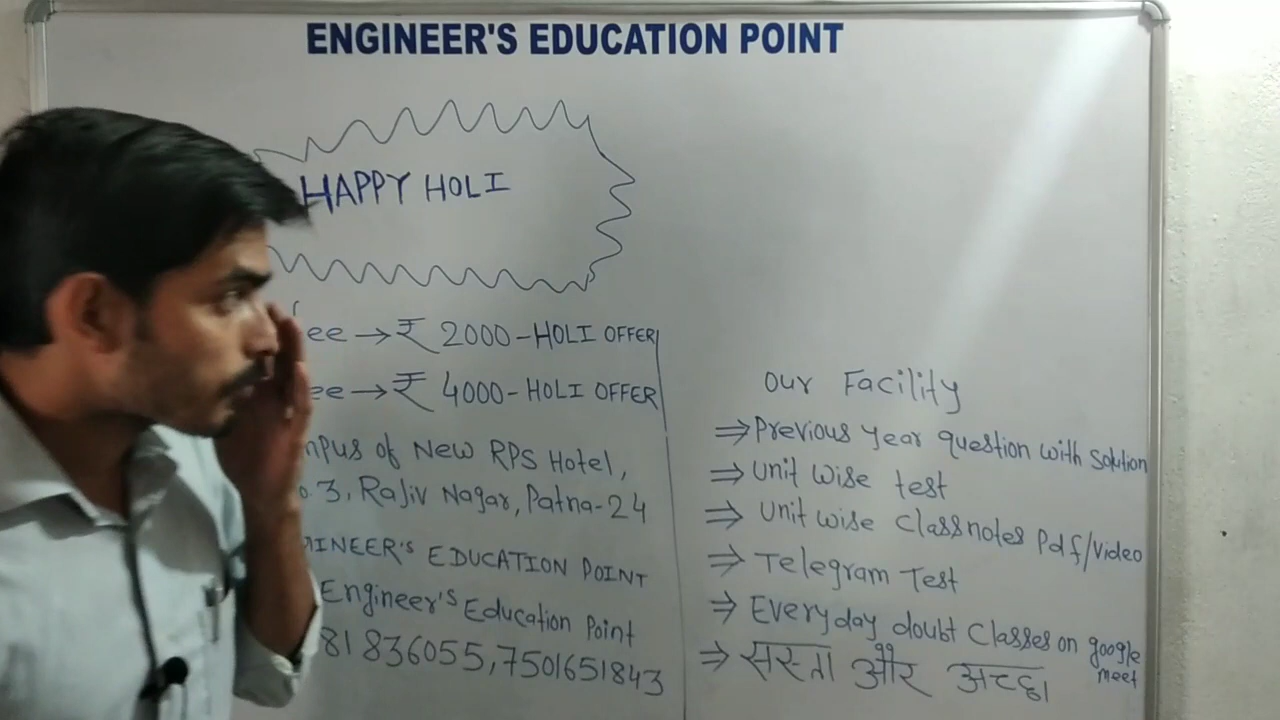 ENGINEER'S EDUCATION POINT
HAPPY HOLI
ee → ₹ 2000 - HOLI OFFER
ee → ₹ 4000 - HOLI OFFER
mpus of New RPS Hotel,
o. 3, Rajiv Nagar, Patna-24
GINEER'S EDUCATION POINT
Engineer's Education Point
81836055, 7501651843
Our Facility
⇒ Previous year question with solution
⇒ Unit wise test
⇒ Unit wise Classnotes Pdf/Video
⇒ Telegram Test
⇒ Everyday doubt Classes on google meet
⇒ सस्ता और अच्छा